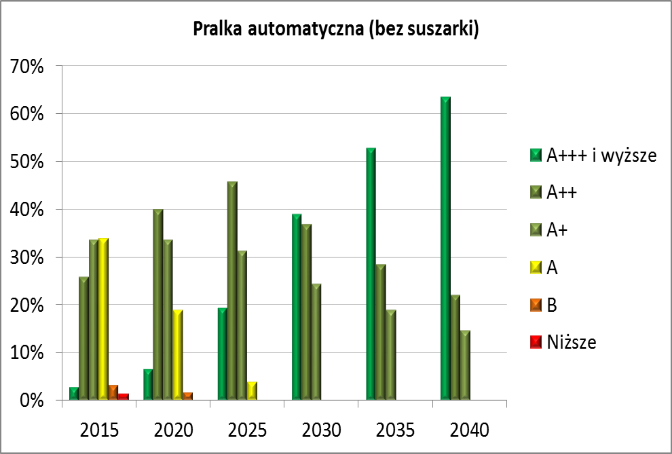 Pralka automatyczna (bez suszarki)
70%
60%
50%
40%
30%
20%
10%
0%
2015 2020 2025 2030 2035 2040
A+++ i wyższe
A++
A+
A
B
Niższe